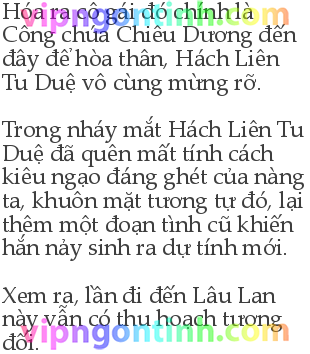 Hóa ra cô gái đó chính là
Công chúa Chiêu Dương đến
đây để hòa thân, Hách Liên
Tu Duệ vô cùng mừng rỡ.
Trong nháy mắt Hách Liên Tu
Duệ đã quên mất tính cách
kiêu ngạo đáng ghét của nàng
ta, khuôn mặt tương tự đó, lại
thêm một đoạn tình cũ khiến
hắn nảy sinh ra dự tính mới.
Xem ra, lần đi đến Lâu Lan
này vẫn có thu hoạch tương
đối.
vipngontinh.com
vipngontinh.com